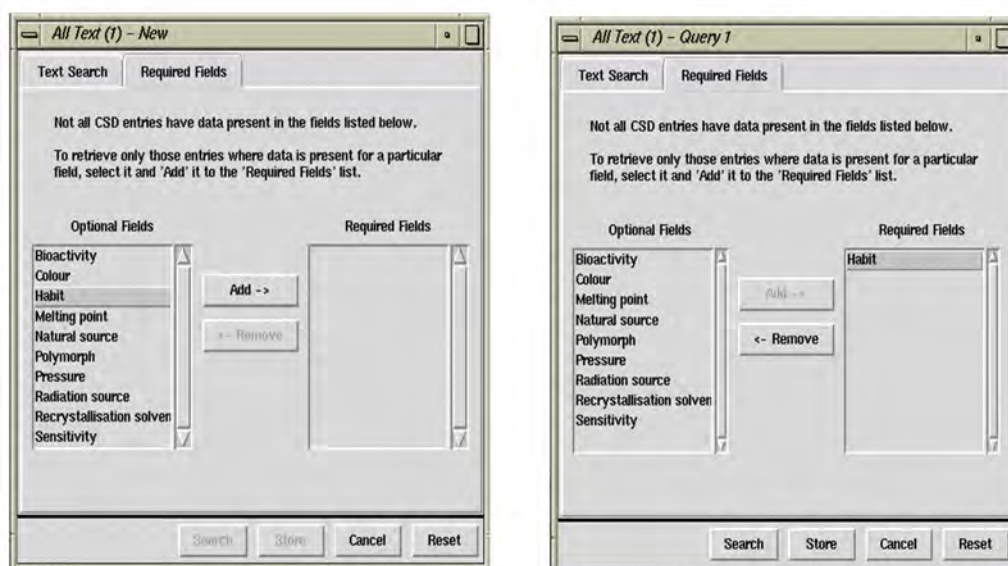 All Text (1) - New
Text Search Required Fields
Not all CSD entries have data present in the fields listed below.
To retrieve only those entries where data is present for a particular
field, select it and 'Add' it to the 'Required Fields' list.
Optional Fields Required Fields
Bioactivity
Colour
Habit
Melting point
Natural source
Polymorph
Pressure
Radiation source
Recrystallisation solven
Sensitivity
Add ->
<- Remove
Search Store Cancel Reset
All Text (1) - Query 1
Text Search Required Fields
Not all CSD entries have data present in the fields listed below.
To retrieve only those entries where data is present for a particular
field, select it and 'Add' it to the 'Required Fields' list.
Optional Fields Required Fields
Bioactivity
Colour
Melting point
Natural source
Polymorph
Pressure
Radiation source
Recrystallisation solven
Sensitivity
Add ->
<- Remove
Habit
Search Store Cancel Reset